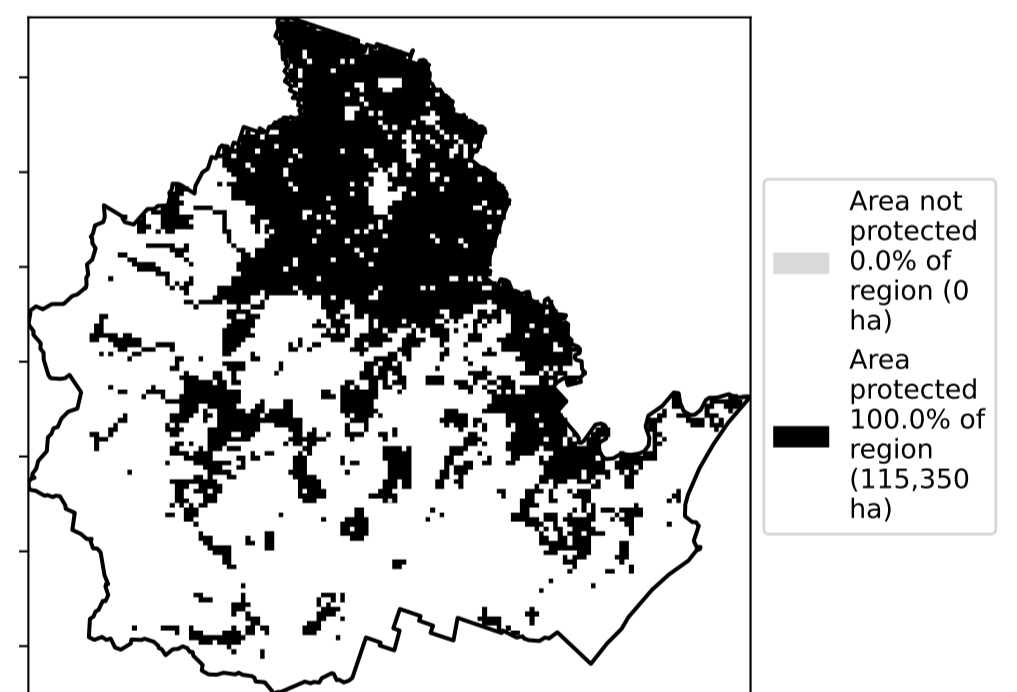 Area not
protected
0.0% of
region (0
ha)
Area
protected
100.0% of
region
(115,350
ha)